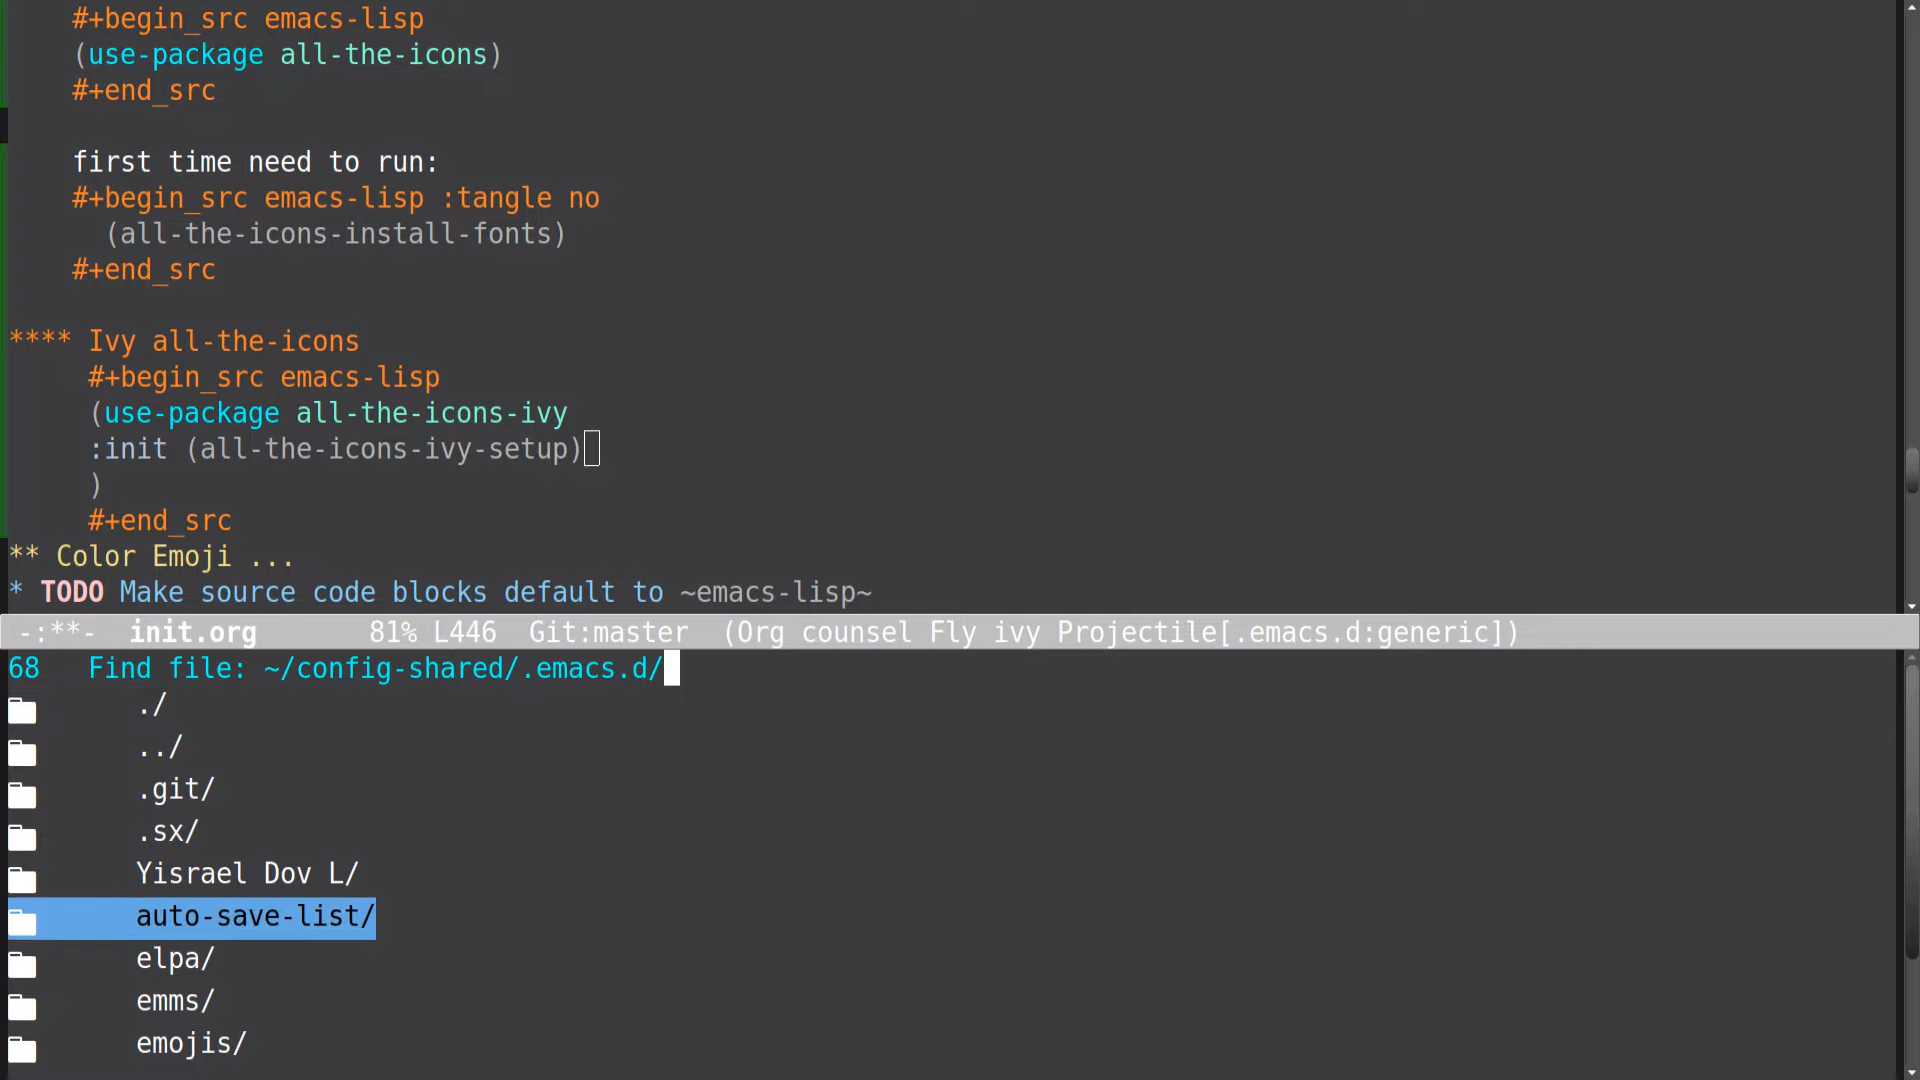 #+begin_src emacs-lisp
(use-package all-the-icons)
#+end_src
first time need to run:
#+begin_src emacs-lisp :tangle no
(all-the-icons-install-fonts)
#+end_src
**** Ivy all-the-icons
#+begin_src emacs-lisp
(use-package all-the-icons-ivy
:init (all-the-icons-ivy-setup)
)
#+end_src
** Color Emoji ...
* TODO Make source code blocks default to ~emacs-lisp~
-:**-  init.org       81% L446  Git:master  (Org counsel Fly ivy Projectile[.emacs.d:generic])
68   Find file: ~/config-shared/.emacs.d/
./
../
.git/
.sx/
Yisrael Dov L/
auto-save-list/
elpa/
emms/
emojis/